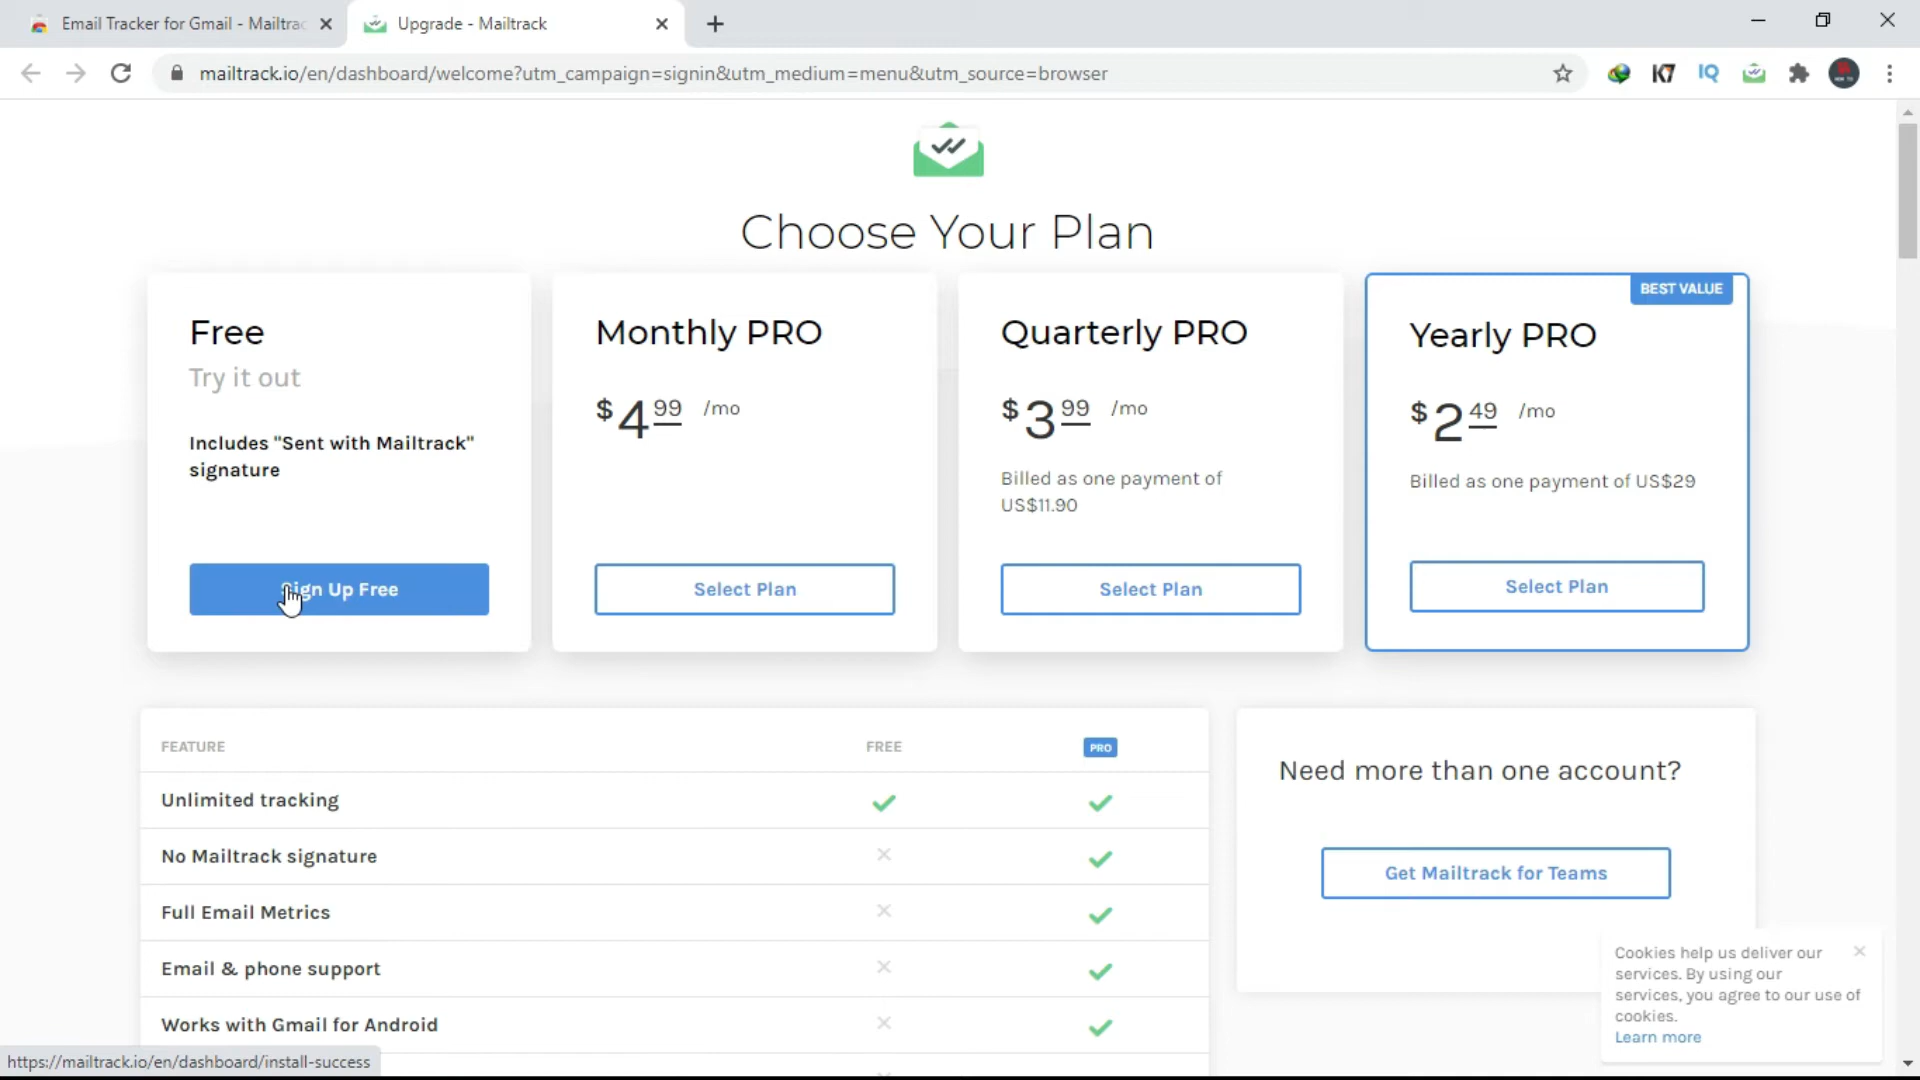 Email Tracker for Gmail - Mailtrac
Upgrade - Mailtrack
mailtrack.io/en/dashboard/welcome?utm_campaign=signin&utm_medium=menu&utm_source=browser
K7
IQ
Choose Your Plan
Free
Try it out
Includes "Sent with Mailtrack"
signature
Sign Up Free
Monthly PRO
$4 99 /mo
Select Plan
Quarterly PRO
$3 99 /mo
Billed as one payment of
US$11.90
Select Plan
BEST VALUE
Yearly PRO
$2 49 /mo
Billed as one payment of US$29
Select Plan
FEATURE FREE PRO
Unlimited tracking
No Mailtrack signature
Full Email Metrics
Email & phone support
Works with Gmail for Android
Need more than one account?
Get Mailtrack for Teams
Cookies help us deliver our
services. By using our
services, you agree to our use of
cookies.
Learn more
https://mailtrack.io/en/dashboard/install-success